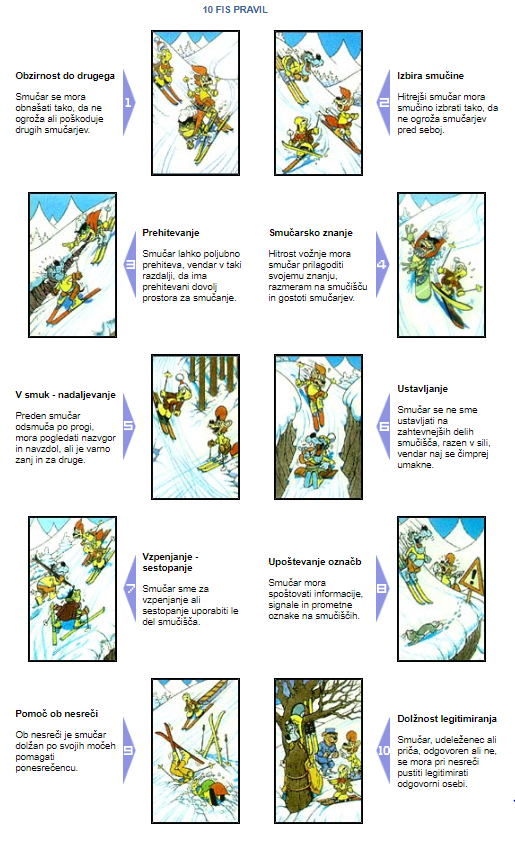 10 FIS PRAVIL
Obzirnost do drugega
Smučar se mora
obnašati tako, da ne
ogroža ali poškoduje
drugih smučarjev.
1
2
Izbira smučine
Hitrejši smučar mora
smučino izbrati tako, da
ne ogroža smučarjev
pred seboj.
3
Prehitevanje
Smučar lahko poljubno
prehiteva, vendar v taki
razdalji, da ima
prehitevani dovolj
prostora za smučanje.
Smučarsko znanje
Hitrost vožnje mora
smučar prilagoditi
svojemu znanju,
razmeram na smučišču
in gostoti smučarjev.
4
V smuk - nadaljevanje
Preden smučar
odsmuča po progi,
mora pogledati nazvgor
in navzdol, ali je varno
zanj in za druge.
5
6
Ustavljanje
Smučar se ne sme
ustavljati na
zahtevnejših delih
smučišča, razen v sili,
vendar naj se čimprej
umakne.
7
Vzpenjanje -
sestopanje
Smučar sme za
vzpenjanje ali
sestopanje uporabiti le
del smučišča.
Upoštevanje označb
Smučar mora
spoštovati informacije,
signale in prometne
oznake na smučiščih.
8
!
Pomoč ob nesreči
Ob nesreči je smučar
dolžan po svojih močeh
pomagati
ponesrečencu.
9
10
Dolžnost legitimiranja
Smučar, udeleženec ali
priča, odgovoren ali ne,
se mora pri nesreči
pustiti legitimirati
odgovorni osebi.